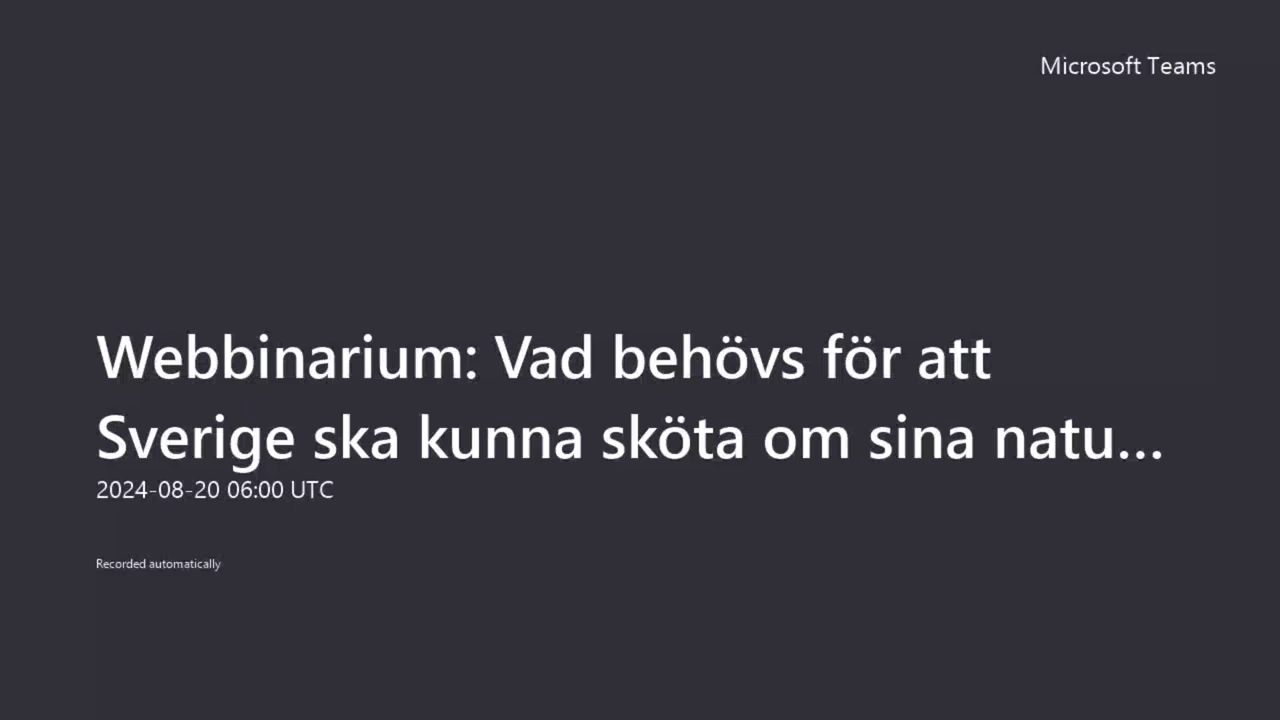 Microsoft Teams
Webbinarium: Vad behövs för att
Sverige ska kunna sköta om sina natu...
2024-08-20 06:00 UTC
Recorded automatically